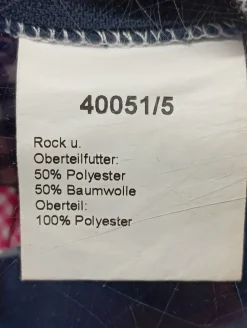 40051/5
Rock u.
Oberteilfutter:
50% Polyester
50% Baumwolle
Oberteil:
100% Polyester